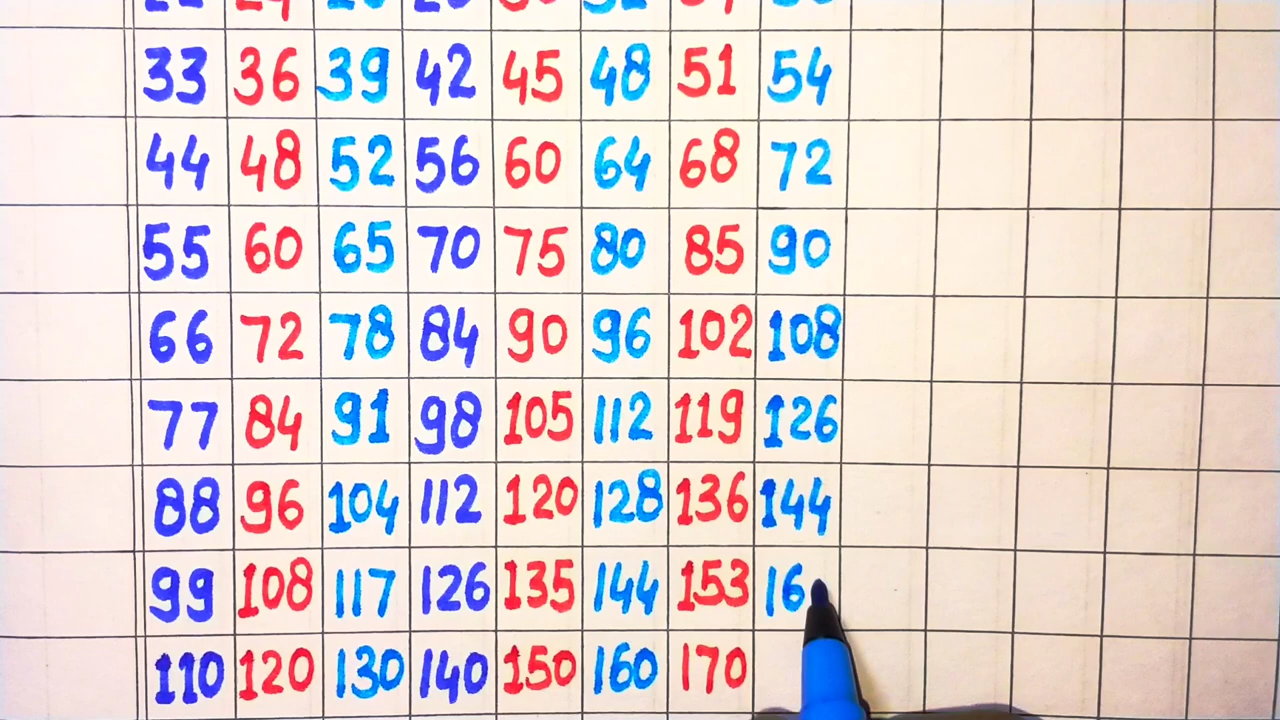 33 36 39 42 45 48 51 54
44 48 52 56 60 64 68 72
55 60 65 70 75 80 85 90
66 72 78 84 90 96 102 108
77 84 91 98 105 112 119 126
88 96 104 112 120 128 136 144
99 108 117 126 135 144 153 16
110 120 130 140 150 160 170